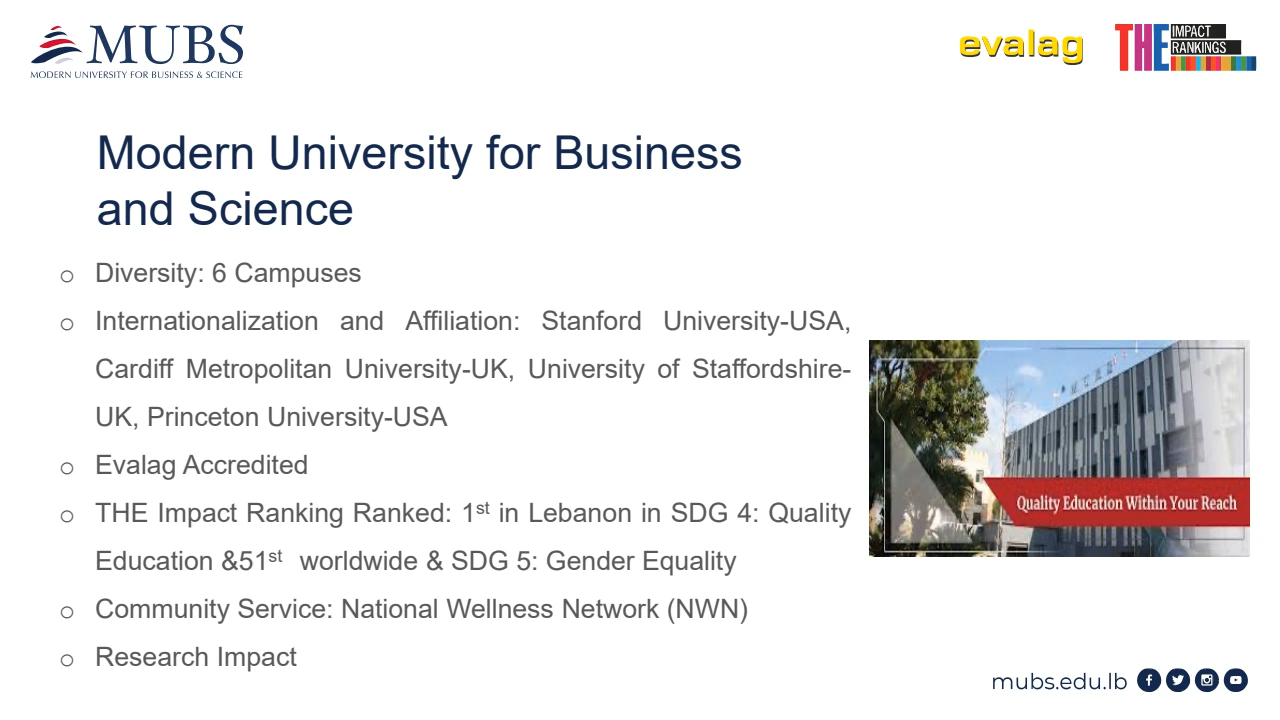 MUBS
MODERN UNIVERSITY FOR BUSINESS & SCIENCE
evalag
THE IMPACT
RANKINGS
Modern University for Business
and Science
o Diversity: 6 Campuses
o Internationalization and Affiliation: Stanford University-USA,
Cardiff Metropolitan University-UK, University of Staffordshire-
UK, Princeton University-USA
o Evalag Accredited
o THE Impact Ranking Ranked: 1st in Lebanon in SDG 4: Quality
Education &51st worldwide & SDG 5: Gender Equality
o Community Service: National Wellness Network (NWN)
o Research Impact
Quality Education Within Your Reach
mubs.edu.lb